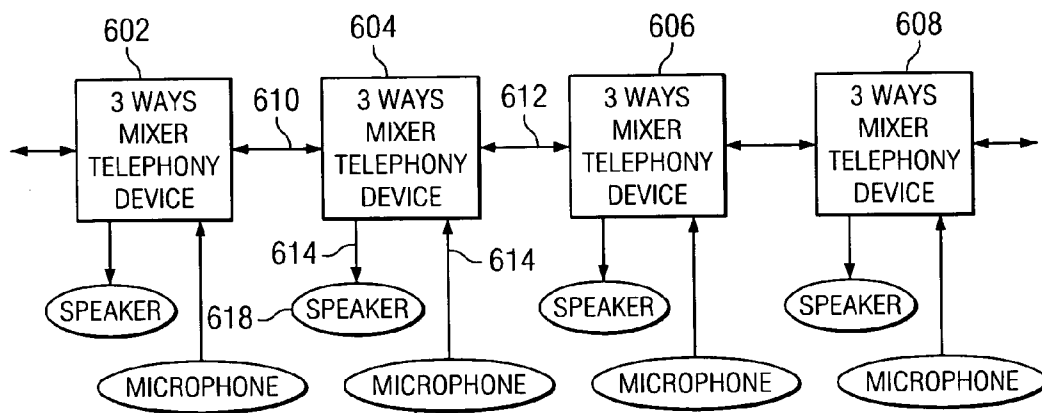 602
604
606
608
3 WAYS
MIXER
TELEPHONY
DEVICE
610
3 WAYS
MIXER
TELEPHONY
DEVICE
612
3 WAYS
MIXER
TELEPHONY
DEVICE
3 WAYS
MIXER
TELEPHONY
DEVICE
614
614
SPEAKER
618
SPEAKER
SPEAKER
SPEAKER
MICROPHONE
MICROPHONE
MICROPHONE
MICROPHONE